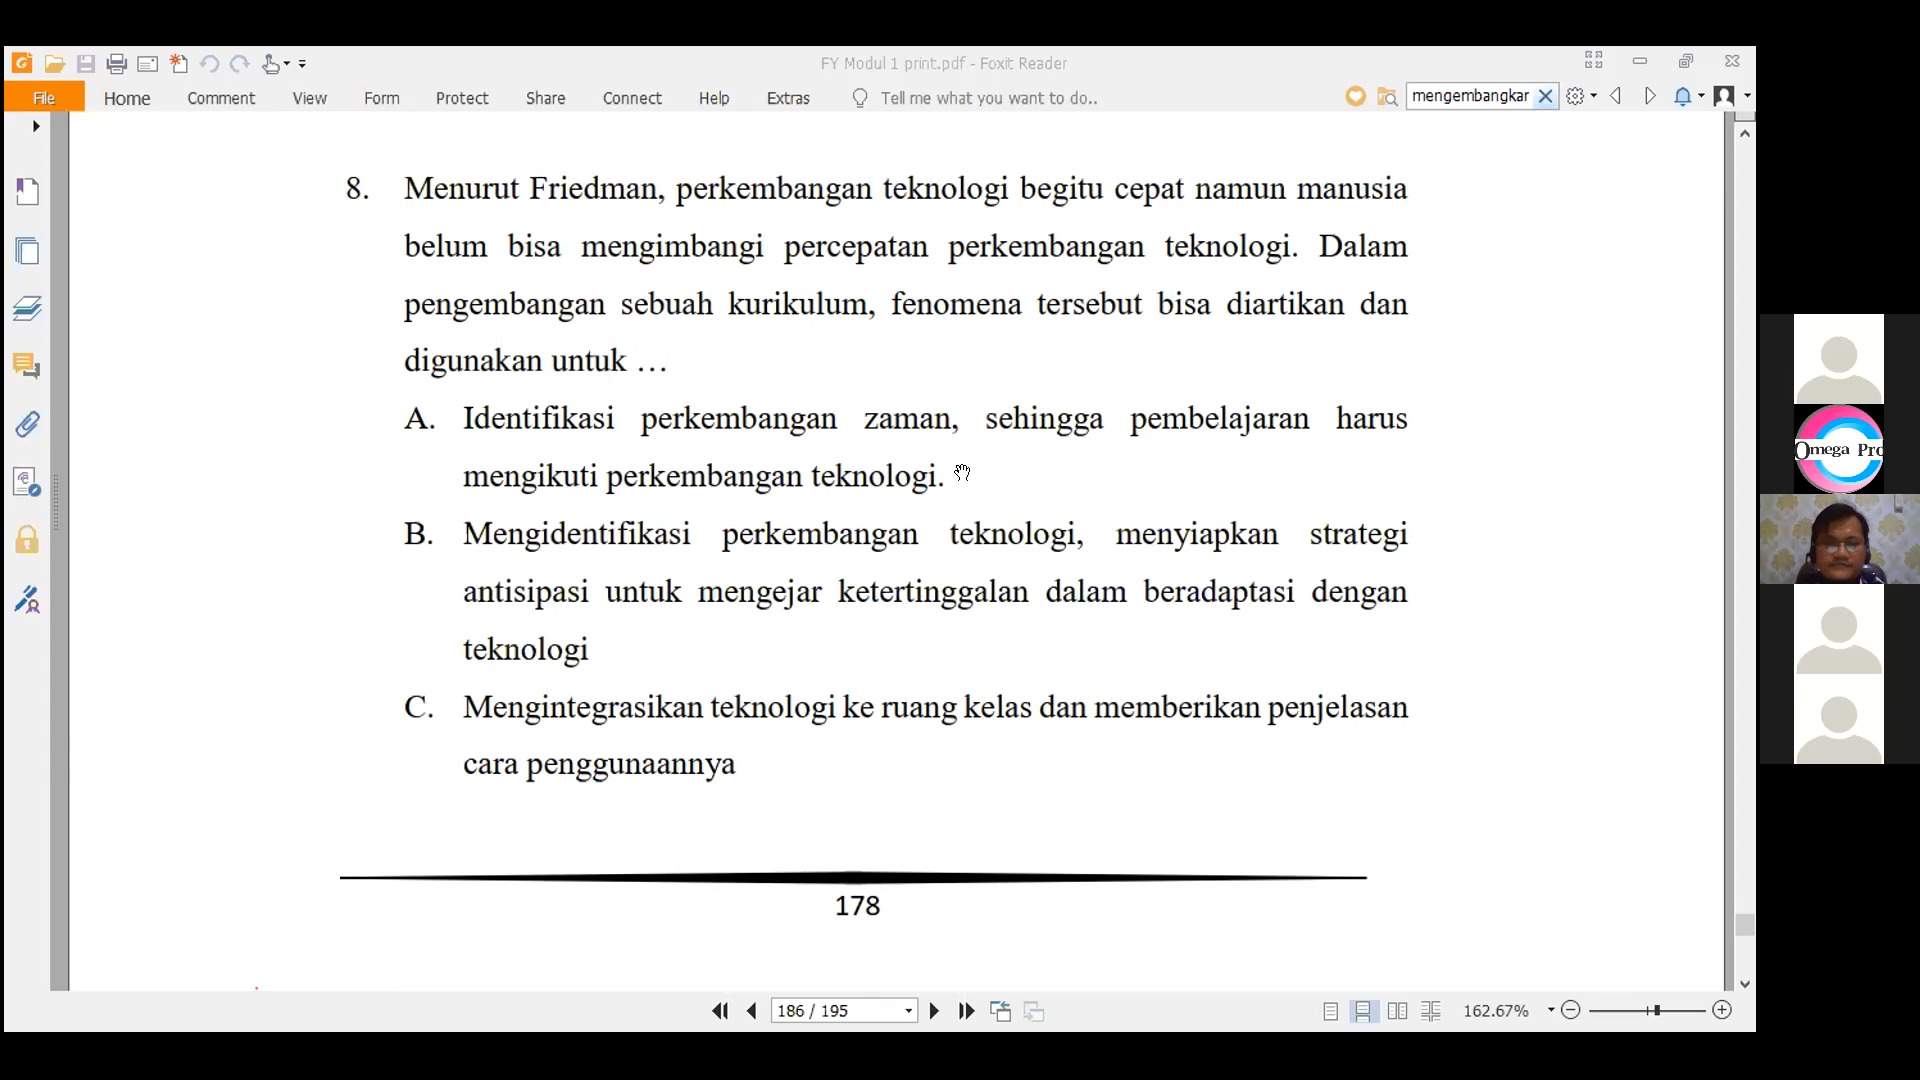 FY Modul 1 print.pdf - Foxit Reader
File Home Comment View Form Protect Share Connect Help Extras Tell me what you want to do.. mengembangkar
8. Menurut Friedman, perkembangan teknologi begitu cepat namun manusia
belum bisa mengimbangi percepatan perkembangan teknologi. Dalam
pengembangan sebuah kurikulum, fenomena tersebut bisa diartikan dan
digunakan untuk …
A. Identifikasi perkembangan zaman, sehingga pembelajaran harus
mengikuti perkembangan teknologi.
B. Mengidentifikasi perkembangan teknologi, menyiapkan strategi
antisipasi untuk mengejar ketertinggalan dalam beradaptasi dengan
teknologi
C. Mengintegrasikan teknologi ke ruang kelas dan memberikan penjelasan
cara penggunaannya
178
186 / 195
162.67%
Omega Pro